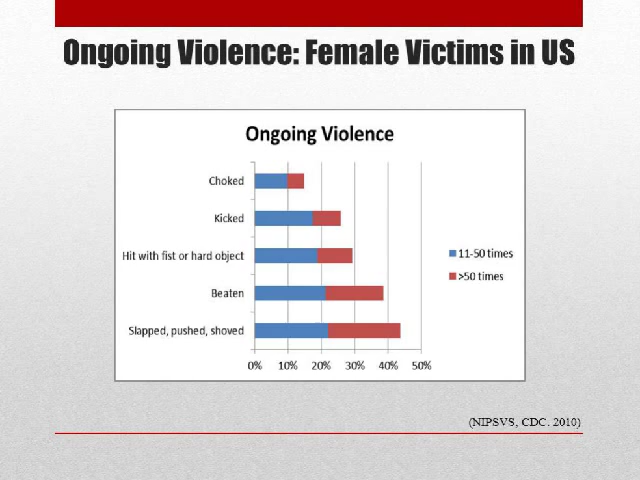 Ongoing Violence: Female Victims in US
Ongoing Violence
Choked
Kicked
Hit with fist or hard object
Beaten
Slapped, pushed, shoved
0% 10% 20% 30% 40% 50%
11-50 times
>50 times
(NIPSVS, CDC. 2010)